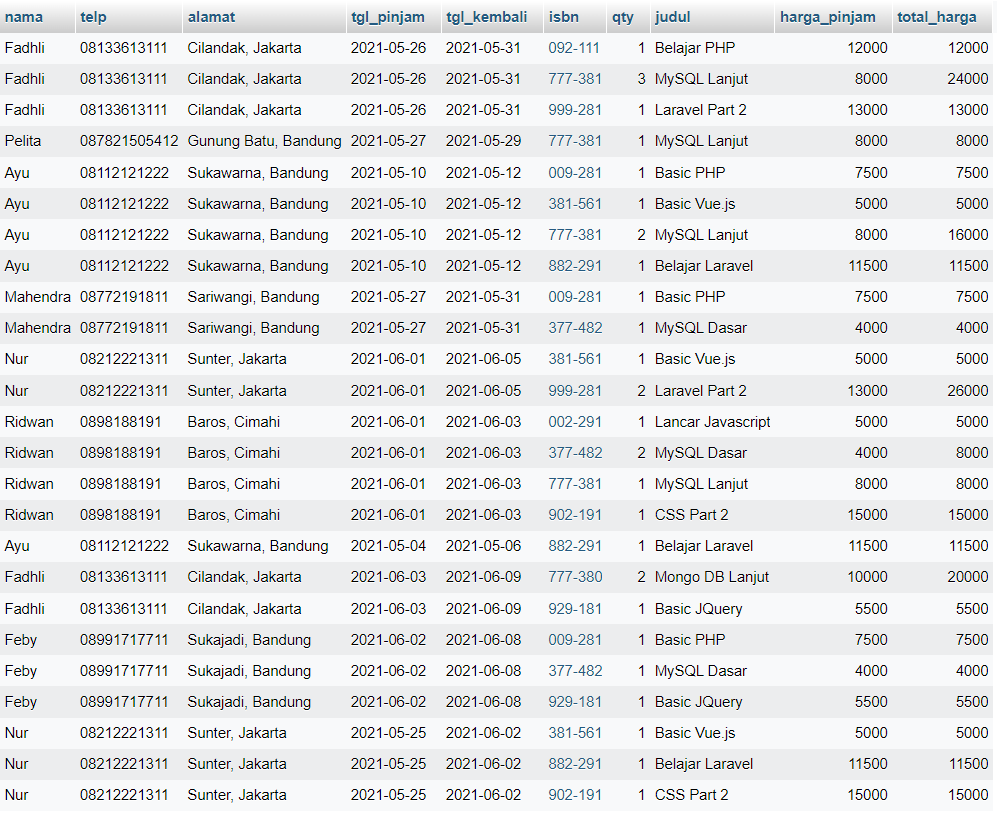 nama telp alamat tgl_pinjam tgl_kembali isbn qty judul harga_pinjam total_harga
Fadhli 08133613111 Cilandak, Jakarta 2021-05-26 2021-05-31 092-111 1 Belajar PHP 12000 12000
Fadhli 08133613111 Cilandak, Jakarta 2021-05-26 2021-05-31 777-381 3 MySQL Lanjut 8000 24000
Fadhli 08133613111 Cilandak, Jakarta 2021-05-26 2021-05-31 999-281 1 Laravel Part 2 13000 13000
Pelita 087821505412 Gunung Batu, Bandung 2021-05-27 2021-05-29 777-381 1 MySQL Lanjut 8000 8000
Ayu 08112121222 Sukawarna, Bandung 2021-05-10 2021-05-12 009-281 1 Basic PHP 7500 7500
Ayu 08112121222 Sukawarna, Bandung 2021-05-10 2021-05-12 381-561 1 Basic Vue.js 5000 5000
Ayu 08112121222 Sukawarna, Bandung 2021-05-10 2021-05-12 777-381 2 MySQL Lanjut 8000 16000
Ayu 08112121222 Sukawarna, Bandung 2021-05-10 2021-05-12 882-291 1 Belajar Laravel 11500 11500
Mahendra 08772191811 Sariwangi, Bandung 2021-05-27 2021-05-31 009-281 1 Basic PHP 7500 7500
Mahendra 08772191811 Sariwangi, Bandung 2021-05-27 2021-05-31 377-482 1 MySQL Dasar 4000 4000
Nur 08212221311 Sunter, Jakarta 2021-06-01 2021-06-05 381-561 1 Basic Vue.js 5000 5000
Nur 08212221311 Sunter, Jakarta 2021-06-01 2021-06-05 999-281 2 Laravel Part 2 13000 26000
Ridwan 0898188191 Baros, Cimahi 2021-06-01 2021-06-03 002-291 1 Lancar Javascript 5000 5000
Ridwan 0898188191 Baros, Cimahi 2021-06-01 2021-06-03 377-482 2 MySQL Dasar 4000 8000
Ridwan 0898188191 Baros, Cimahi 2021-06-01 2021-06-03 777-381 1 MySQL Lanjut 8000 8000
Ridwan 0898188191 Baros, Cimahi 2021-06-01 2021-06-03 902-191 1 CSS Part 2 15000 15000
Ayu 08112121222 Sukawarna, Bandung 2021-05-04 2021-05-06 882-291 1 Belajar Laravel 11500 11500
Fadhli 08133613111 Cilandak, Jakarta 2021-06-03 2021-06-09 777-380 2 Mongo DB Lanjut 10000 20000
Fadhli 08133613111 Cilandak, Jakarta 2021-06-03 2021-06-09 929-181 1 Basic JQuery 5500 5500
Feby 08991717711 Sukajadi, Bandung 2021-06-02 2021-06-08 009-281 1 Basic PHP 7500 7500
Feby 08991717711 Sukajadi, Bandung 2021-06-02 2021-06-08 377-482 1 MySQL Dasar 4000 4000
Feby 08991717711 Sukajadi, Bandung 2021-06-02 2021-06-08 929-181 1 Basic JQuery 5500 5500
Nur 08212221311 Sunter, Jakarta 2021-05-25 2021-06-02 381-561 1 Basic Vue.js 5000 5000
Nur 08212221311 Sunter, Jakarta 2021-05-25 2021-06-02 882-291 1 Belajar Laravel 11500 11500
Nur 08212221311 Sunter, Jakarta 2021-05-25 2021-06-02 902-191 1 CSS Part 2 15000 15000